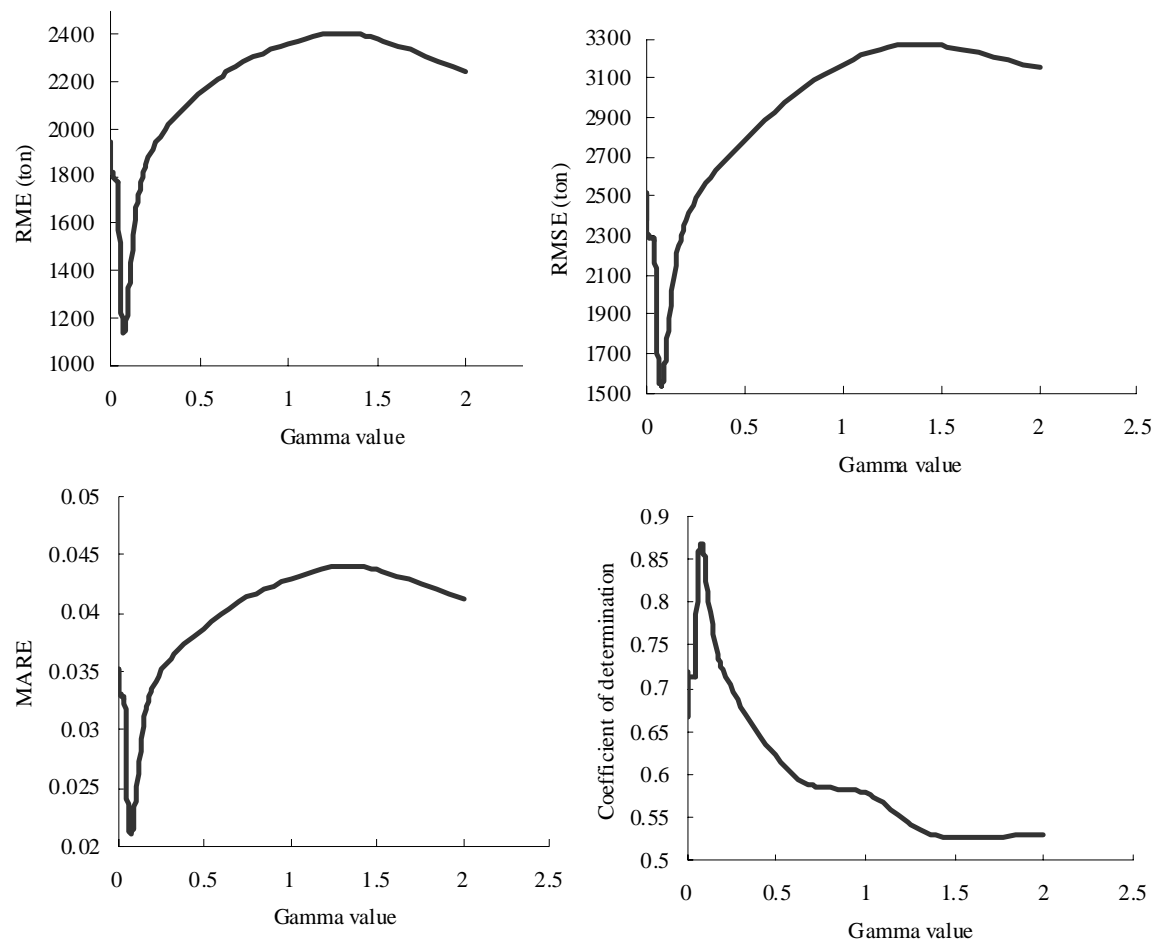 RME (ton)
2400
2200
2000
1800
1600
1400
1200
1000
0 0.5 1 1.5 2
Gamma value
RMSE (ton)
3300
3100
2900
2700
2500
2300
2100
1900
1700
1500
0 0.5 1 1.5 2 2.5
Gamma value
MARE
0.05
0.045
0.04
0.035
0.03
0.025
0.02
0 0.5 1 1.5 2 2.5
Gamma value
Coefficient of determination
0.9
0.85
0.8
0.75
0.7
0.65
0.6
0.55
0.5
0 0.5 1 1.5 2 2.5
Gamma value